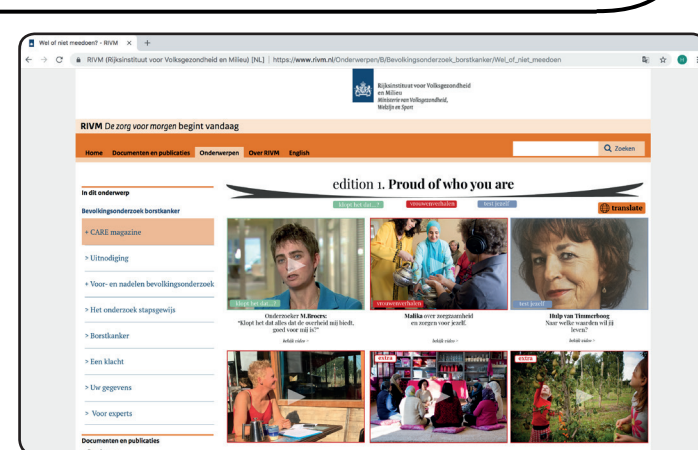 Wel of niet meedoen? - RIVM
RIVM (Rijksinstituut voor Volksgezondheid en Milieu) [NL] | https://www.rivm.nl/Onderwerpen/B/Bevolkingsonderzoek_borstkanker/Wel_of_niet_meedoen
Rijksinstituut voor Volksgezondheid
en Milieu
Ministerie van Volksgezondheid,
Welzijn en Sport
RIVM De zorg voor morgen begint vandaag
Home Documenten en publicaties Onderwerpen Over RIVM English
Zoeken
In dit onderwerp
Bevolkingsonderzoek borstkanker
+ CARE magazine
> Uitnodiging
+ Voor- en nadelen bevolkingsonderzoek
> Het onderzoek stapsgewijs
> Borstkanker
> Een klacht
> Uw gegevens
> Voor experts
Documenten en publicaties
edition 1. Proud of who you are
klopt het dat...? vrouwenverhalen test jezelf
translate
klopt het dat...?
Onderzoeker M.Broers:
"Klopt het dat alles dat de overheid mij biedt,
goed voor mij is?"
bekijk video >
vrouwenverhalen
Malika over zorgzaamheid
en zorgen voor jezelf.
bekijk video >
test jezelf
Hulp van Timmerboog
Naar welke waarden wil jij
leven?
bekijk video >
extra
extra